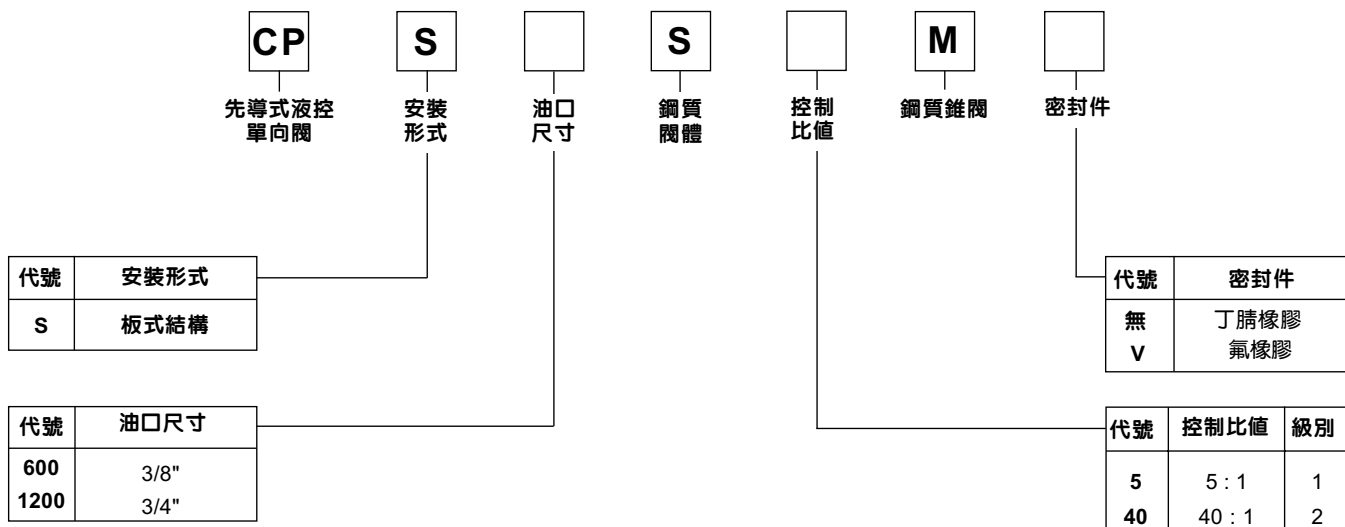 CP S S M
先導式液控
單向閥
安裝
形式
油口
尺寸
鋼質
閥體
控制
比值
鋼質錐閥
密封件
代號 安裝形式
S 板式結構
代號 油口尺寸
600 3/8"
1200 3/4"
代號 密封件
無 丁腈橡膠
V 氟橡膠
代號 控制比值 級別
5 5 : 1 1
40 40 : 1 2